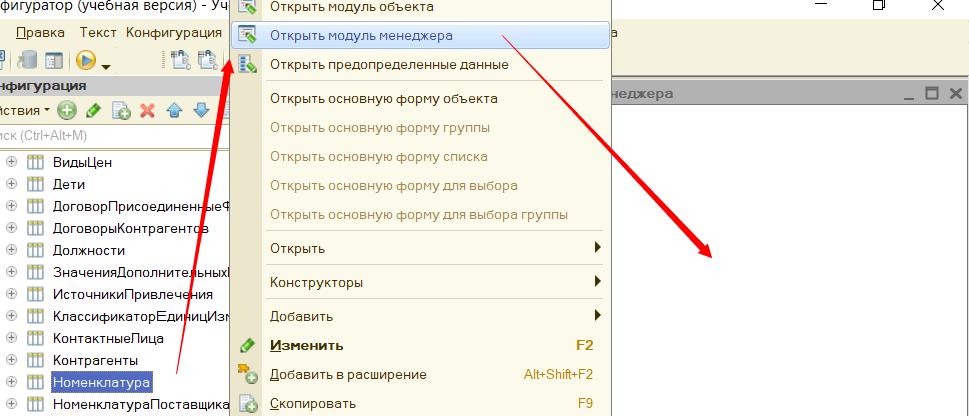 фигуратор (учебная версия) - Уч
Правка Текст Конфигурация
нфигурация
йствия
ск (Ctrl+Alt+M)
ВидыЦен
Дети
ДоговорПрисоединенные
ДоговорыКонтрагентов
Должности
ЗначенияДополнительных
ИсточникиПривлечения
КлассификаторЕдиницИз
КонтактныеЛица
Контрагенты
Номенклатура
НоменклатураПоставщика
Открыть модуль объекта
Открыть модуль менеджера
Открыть предопределенные данные
Открыть основную форму объекта
Открыть основную форму группы
Открыть основную форму списка
Открыть основную форму для выбора
Открыть основную форму для выбора группы
Открыть
Конструкторы
Добавить
Изменить F2
Добавить в расширение Alt+Shift+F2
Скопировать F9
неджера